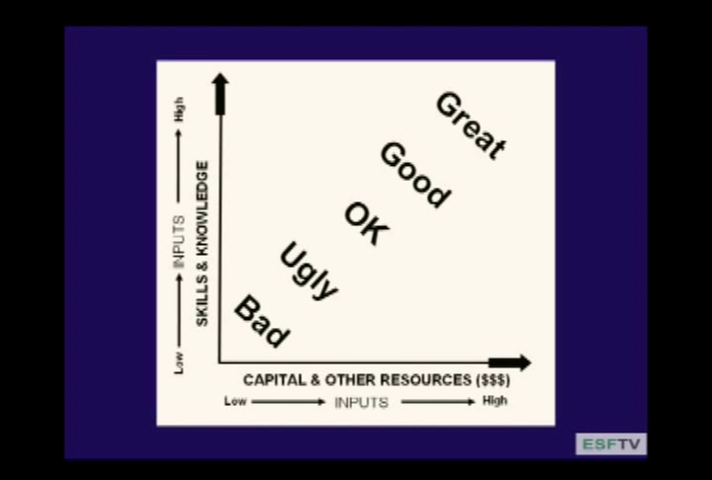 Great
Good
OK
Ugly
Bad
High
INPUTS
Low
SKILLS & KNOWLEDGE
CAPITAL & OTHER RESOURCES ($$$)
Low INPUTS High
ESFTV